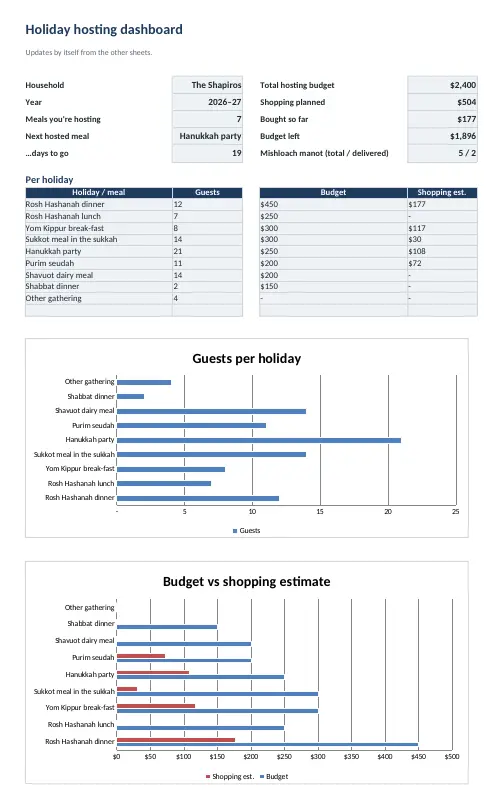 Holiday hosting dashboard
Updates by itself from the other sheets.
Household The Shapiros Total hosting budget $2,400
Year 2026–27 Shopping planned $504
Meals you're hosting 7 Bought so far $177
Next hosted meal Hanukkah party Budget left $1,896
...days to go 19 Mishloach manot (total / delivered) 5 / 2
Per holiday
Holiday / meal Guests Budget Shopping est.
Rosh Hashanah dinner 12 $450 $177
Rosh Hashanah lunch 7 $250 -
Yom Kippur break-fast 8 $300 $117
Sukkot meal in the sukkah 14 $300 $30
Hanukkah party 21 $250 $108
Purim seudah 11 $200 $72
Shavuot dairy meal 14 $200 -
Shabbat dinner 2 $150 -
Other gathering 4 - -
Guests per holiday
Other gathering
Shabbat dinner
Shavuot dairy meal
Purim seudah
Hanukkah party
Sukkot meal in the sukkah
Yom Kippur break-fast
Rosh Hashanah lunch
Rosh Hashanah dinner
- 5 10 15 20 25
Guests
Budget vs shopping estimate
Other gathering
Shabbat dinner
Shavuot dairy meal
Purim seudah
Hanukkah party
Sukkot meal in the sukkah
Yom Kippur break-fast
Rosh Hashanah lunch
Rosh Hashanah dinner
$0 $50 $100 $150 $200 $250 $300 $350 $400 $450 $500
Shopping est. Budget